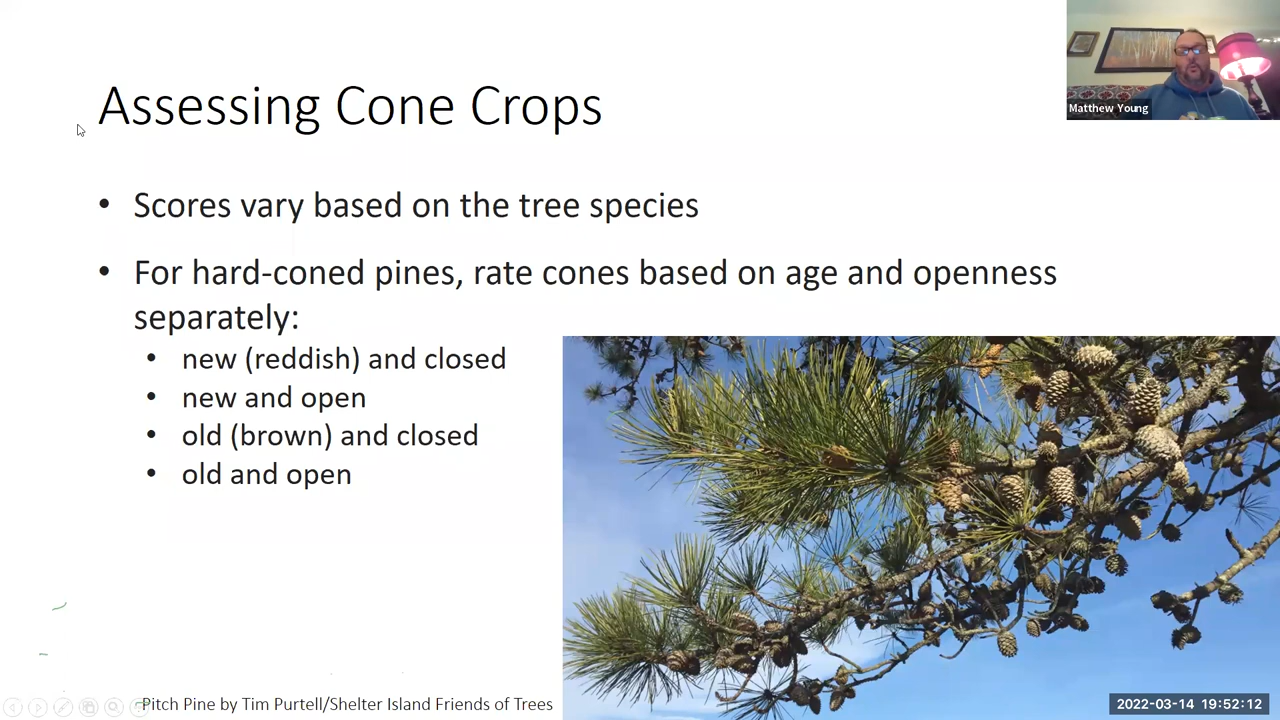 Assessing Cone Crops
Matthew Young
• Scores vary based on the tree species
• For hard-coned pines, rate cones based on age and openness
separately:
• new (reddish) and closed
• new and open
• old (brown) and closed
• old and open
Pitch Pine by Tim Purtell/Shelter Island Friends of Trees
2022-03-14 19:52:12